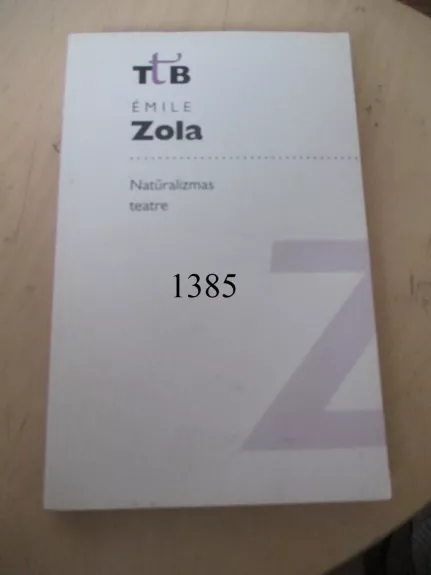 TtB
ÉMILE
Zola
Natūralizmas
teatre
1385
Z